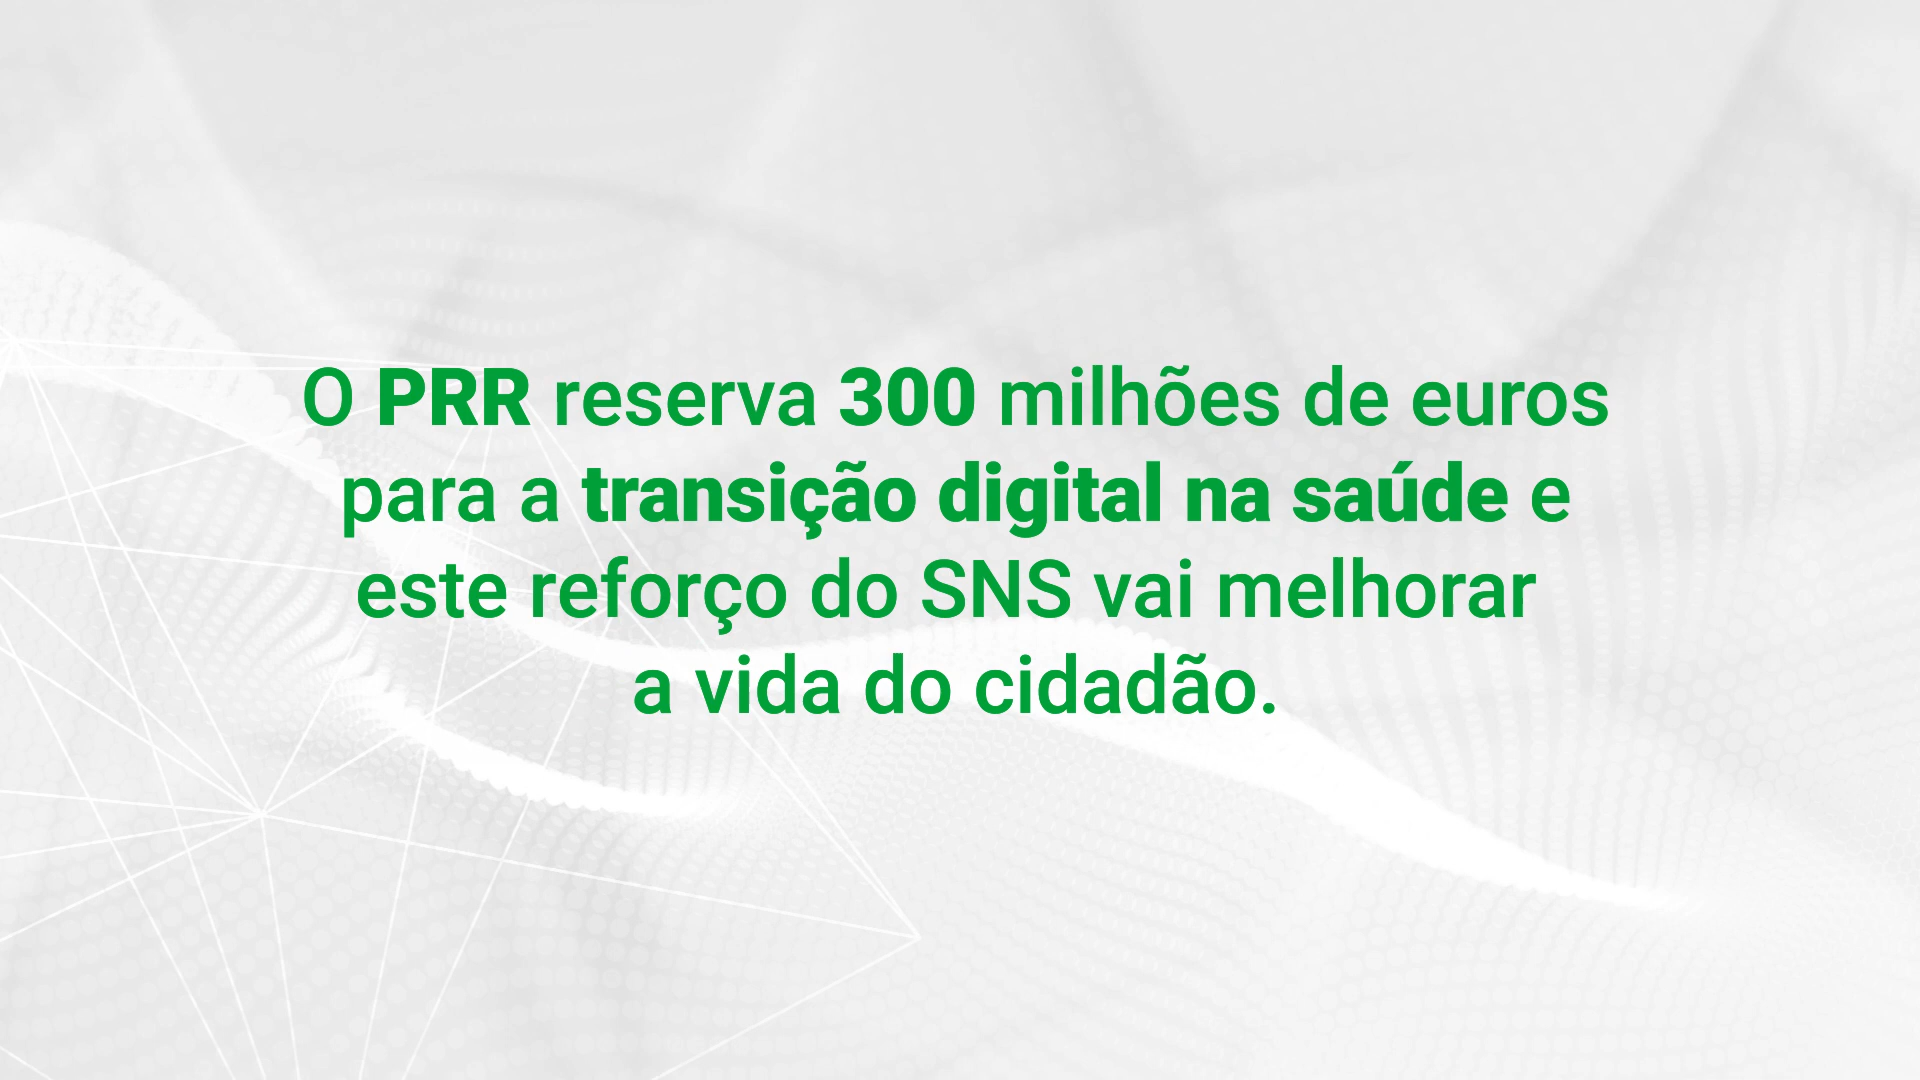 O PRR reserva 300 milhões de euros
para a transição digital na saúde e
este reforço do SNS vai melhorar
a vida do cidadão.